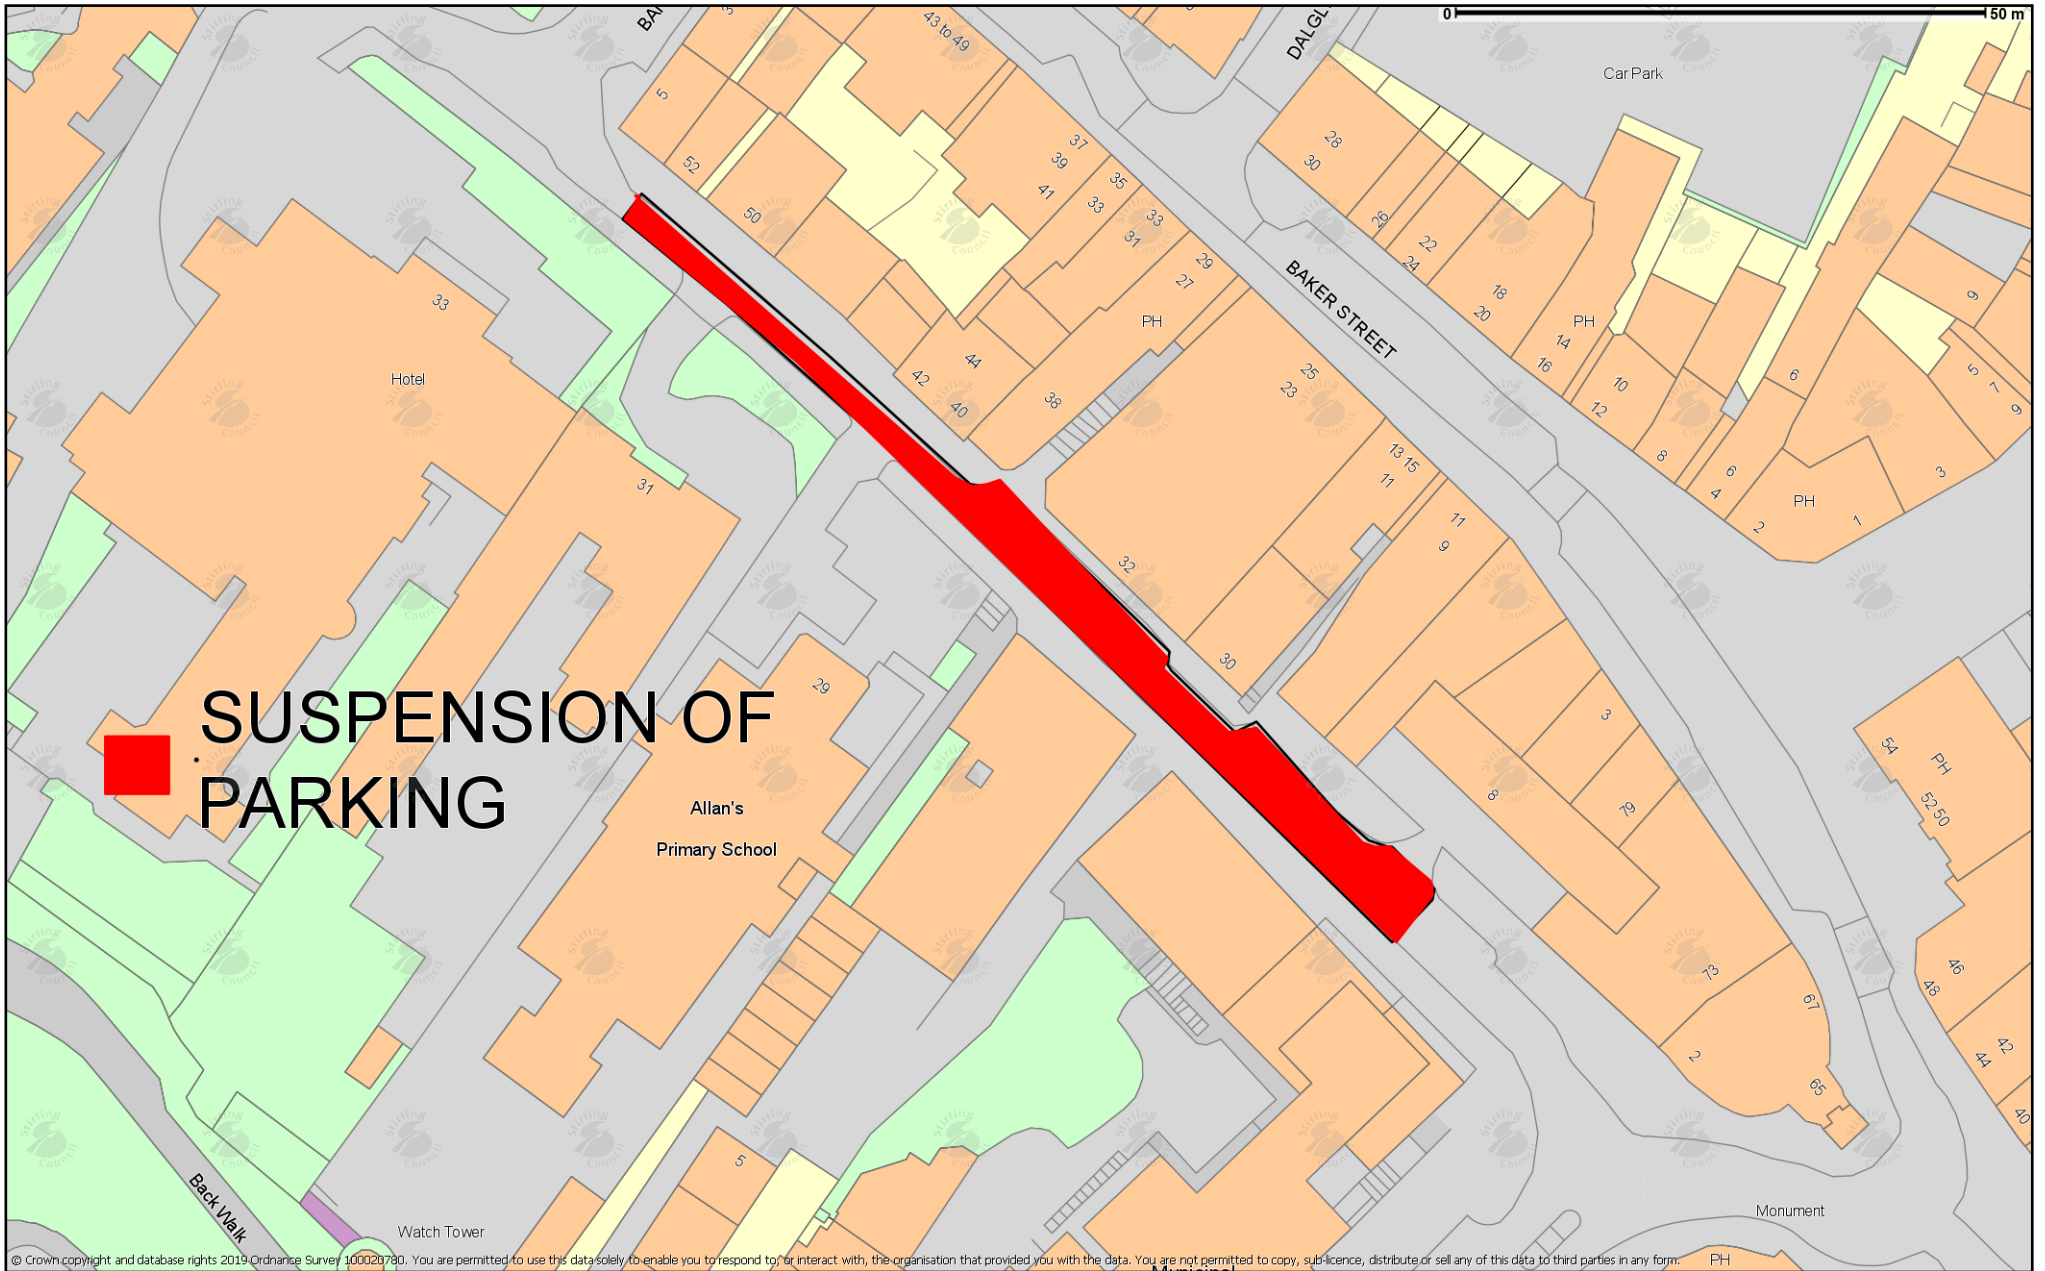 0 50 m
BA
43 to 49
DALGL
Car Park
5
52
50
37
39
41
35
33
33
31
29
27
28
30
26
22
24
18
20
PH
14
16
10
12
8
6
4
6
PH
2
1
3
5
7
9
9
BAKER STREET
33
Hotel
PH
44
42
40
38
25
23
13 15
11
11
9
31
32
30
29
SUSPENSION OF
PARKING
Allan's
Primary School
3
8
79
73
67
2
65
54
PH
52 50
46
48
42
44
40
5
Back Walk
Watch Tower
Monument
PH
© Crown copyright and database rights 2019 Ordnance Survey 100020780. You are permitted to use this data solely to enable you to respond to, or interact with, the organisation that provided you with the data. You are not permitted to copy, sub-licence, distribute or sell any of this data to third parties in any form.
Municipal
Stirling
Council